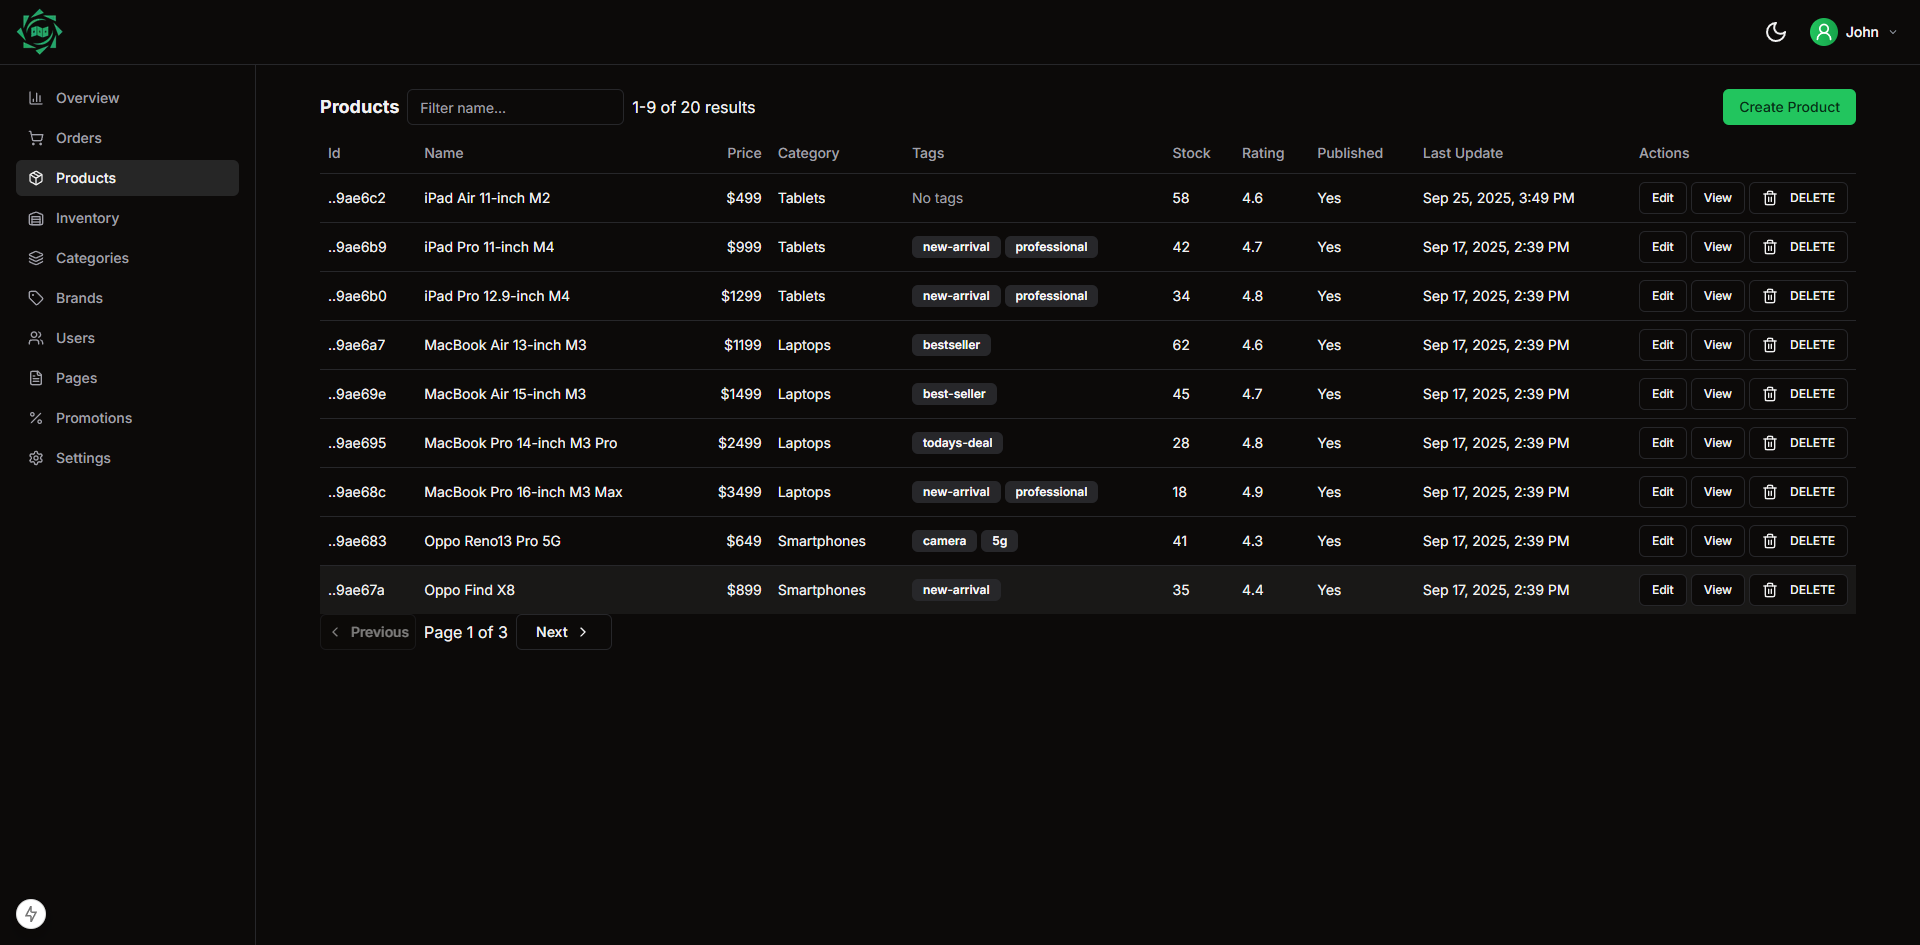 John
Overview
Orders
Products
Inventory
Categories
Brands
Users
Pages
Promotions
Settings
Products Filter name... 1-9 of 20 results Create Product
Id Name Price Category Tags Stock Rating Published Last Update Actions
..9ae6c2 iPad Air 11-inch M2 $499 Tablets No tags 58 4.6 Yes Sep 25, 2025, 3:49 PM Edit View DELETE
..9ae6b9 iPad Pro 11-inch M4 $999 Tablets new-arrival professional 42 4.7 Yes Sep 17, 2025, 2:39 PM Edit View DELETE
..9ae6b0 iPad Pro 12.9-inch M4 $1299 Tablets new-arrival professional 34 4.8 Yes Sep 17, 2025, 2:39 PM Edit View DELETE
..9ae6a7 MacBook Air 13-inch M3 $1199 Laptops bestseller 62 4.6 Yes Sep 17, 2025, 2:39 PM Edit View DELETE
..9ae69e MacBook Air 15-inch M3 $1499 Laptops best-seller 45 4.7 Yes Sep 17, 2025, 2:39 PM Edit View DELETE
..9ae695 MacBook Pro 14-inch M3 Pro $2499 Laptops todays-deal 28 4.8 Yes Sep 17, 2025, 2:39 PM Edit View DELETE
..9ae68c MacBook Pro 16-inch M3 Max $3499 Laptops new-arrival professional 18 4.9 Yes Sep 17, 2025, 2:39 PM Edit View DELETE
..9ae683 Oppo Reno13 Pro 5G $649 Smartphones camera 5g 41 4.3 Yes Sep 17, 2025, 2:39 PM Edit View DELETE
..9ae67a Oppo Find X8 $899 Smartphones new-arrival 35 4.4 Yes Sep 17, 2025, 2:39 PM Edit View DELETE
Previous Page 1 of 3 Next